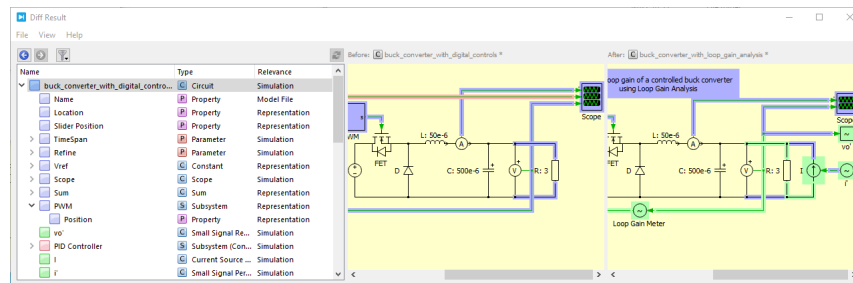 Diff Result
File View Help
Before: C buck_converter_with_digital_controls *
After: C buck_converter_with_loop_gain_analysis *
Name Type Relevance
buck_converter_with_digital_contro... C Circuit Simulation
Name P Property Model File
Location P Property Representation
Slider Position P Property Representation
TimeSpan P Parameter Simulation
Refine P Parameter Simulation
Vref C Constant Representation
Scope C Scope Simulation
Sum C Sum Representation
PWM S Subsystem Representation
Position P Property Representation
vo' C Small Signal Re... Simulation
PID Controller S Subsystem (Con... Simulation
I C Current Source ... Simulation
i' C Small Signal Per... Simulation
Scope
WM
s
FET
L: 50e-6
A
D
C: 500e-6
V
R: 3
oop gain of a controlled buck converter
using Loop Gain Analysis
Scope
vo'
FET
L: 50e-6
A
D
C: 500e-6
V
R: 3
I
i'
Loop Gain Meter